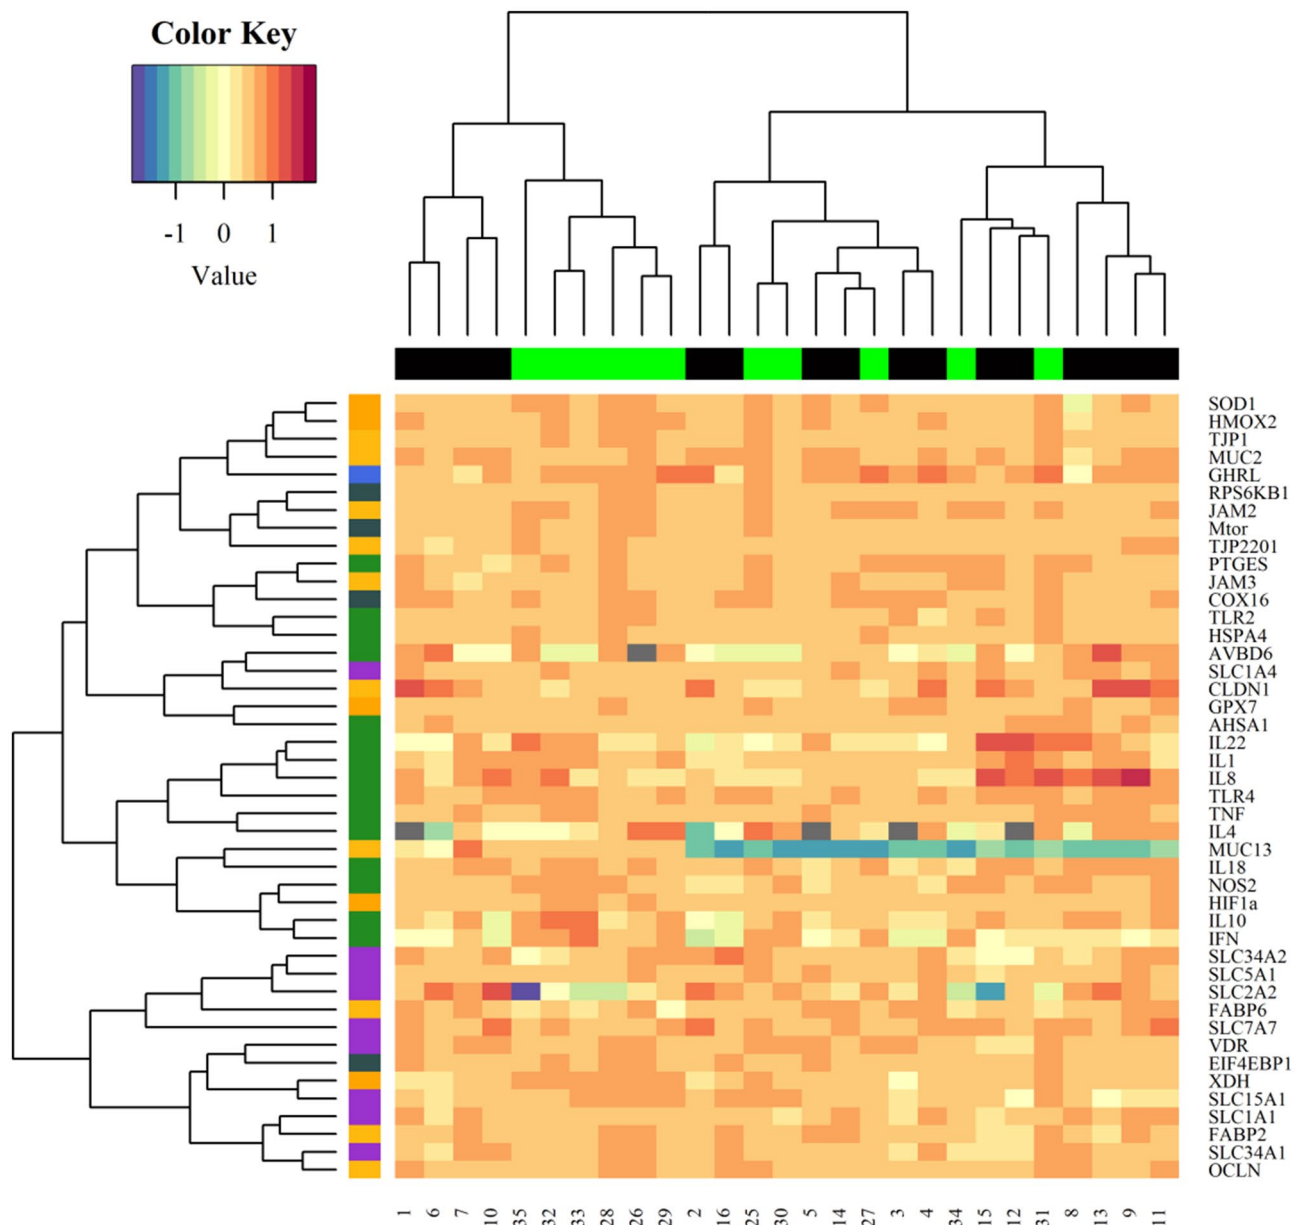 Color Key
-1 0 1
Value
SOD1
HMOX2
TJP1
MUC2
GHRL
RPS6KB1
JAM2
Mtor
TJP2201
PTGES
JAM3
COX16
TLR2
HSPA4
AVBD6
SLC1A4
CLDN1
GPX7
AHSA1
IL22
IL1
IL8
TLR4
TNF
IL4
MUC13
IL18
NOS2
HIF1a
IL10
IFN
SLC34A2
SLC5A1
SLC2A2
FABP6
SLC7A7
VDR
EIF4EBP1
XDH
SLC15A1
SLC1A1
FABP2
SLC34A1
OCLN
1 6 7 10 35 32 33 28 26 29 2 16 25 30 5 14 27 3 4 34 15 12 31 8 13 9 11